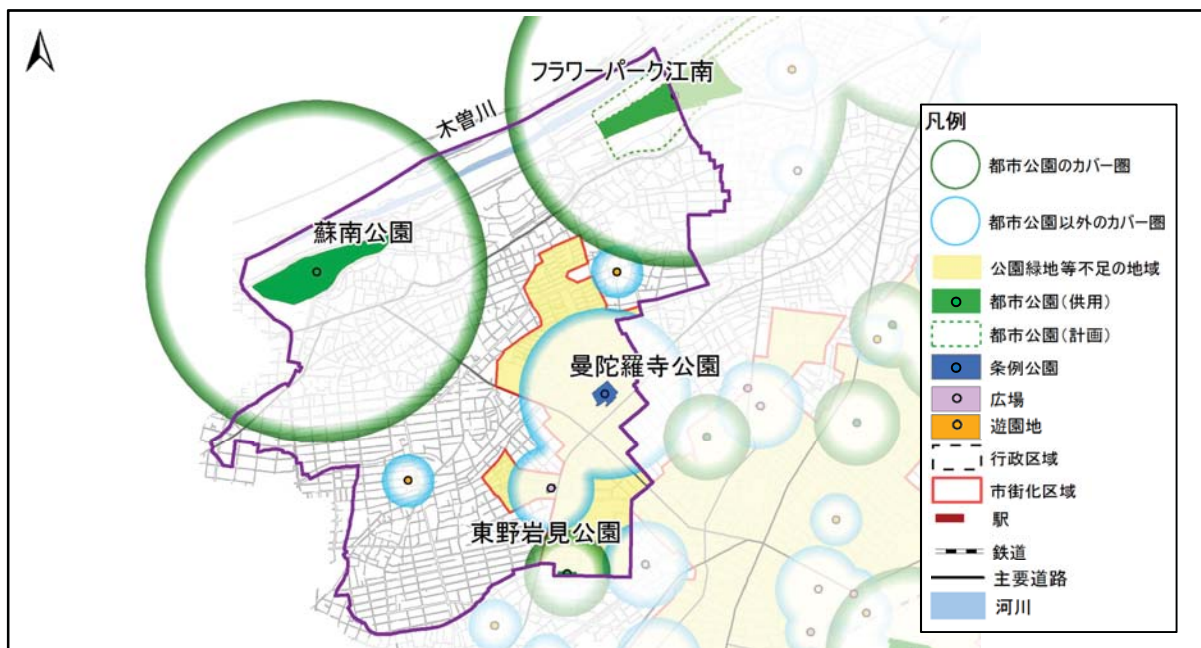 フラワーパーク江南
木曽川
蘇南公園
曼陀羅寺公園
東野岩見公園
凡例
都市公園のカバー圏
都市公園以外のカバー圏
公園緑地等不足の地域
都市公園(供用)
都市公園(計画)
条例公園
広場
遊園地
行政区域
市街化区域
駅
鉄道
主要道路
河川